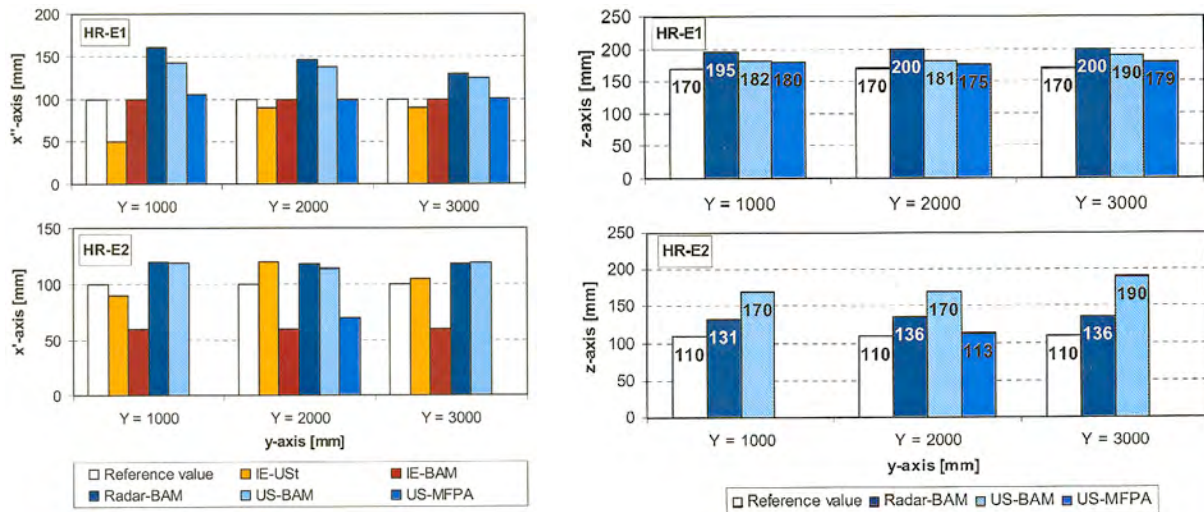 HR-E1
x''-axis [mm]
200
150
100
50
0
Y = 1000 Y = 2000 Y = 3000
HR-E2
x'-axis [mm]
150
100
50
0
Y = 1000 Y = 2000 Y = 3000
y-axis [mm]
Reference value IE-USt IE-BAM
Radar-BAM US-BAM US-MFPA
HR-E1
z-axis [mm]
250
200
150
100
50
0
170 195 182 180 170 200 181 175 170 200 190 179
Y = 1000 Y = 2000 Y = 3000
HR-E2
z-axis [mm]
250
200
150
100
50
0
110 131 170 110 136 170 113 110 136 190
Y = 1000 Y = 2000 Y = 3000
y-axis [mm]
Reference value Radar-BAM US-BAM US-MFPA